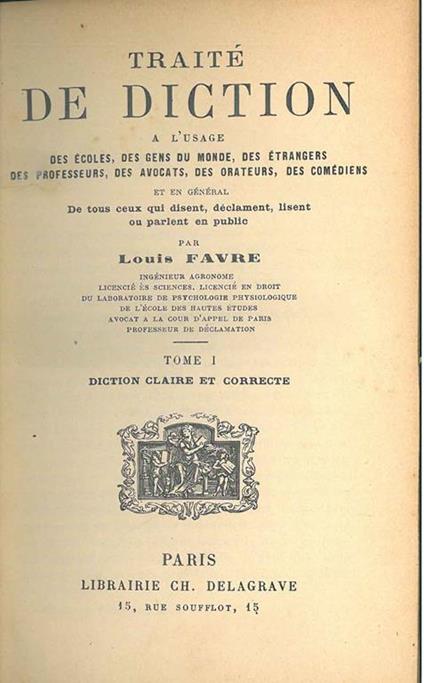 TRAITÉ
DE DICTION
A L'USAGE
DES ÉCOLES, DES GENS DU MONDE, DES ÉTRANGERS
DES PROFESSEURS, DES AVOCATS, DES ORATEURS, DES COMÉDIENS
ET EN GÉNÉRAL
De tous ceux qui disent, déclament, lisent
ou parlent en public
PAR
Louis FAVRE
INGÉNIEUR AGRONOME
LICENCIÉ ÈS SCIENCES, LICENCIÉ EN DROIT
DU LABORATOIRE DE PSYCHOLOGIE PHYSIOLOGIQUE
DE L'ÉCOLE DES HAUTES ÉTUDES
AVOCAT A LA COUR D'APPEL DE PARIS
PROFESSEUR DE DÉCLAMATION
TOME I
DICTION CLAIRE ET CORRECTE
PARIS
LIBRAIRIE CH. DELAGRAVE
15, RUE SOUFFLOT, 15